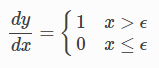 dy/dx = { 1 x > ϵ
0 x ≤ ϵ